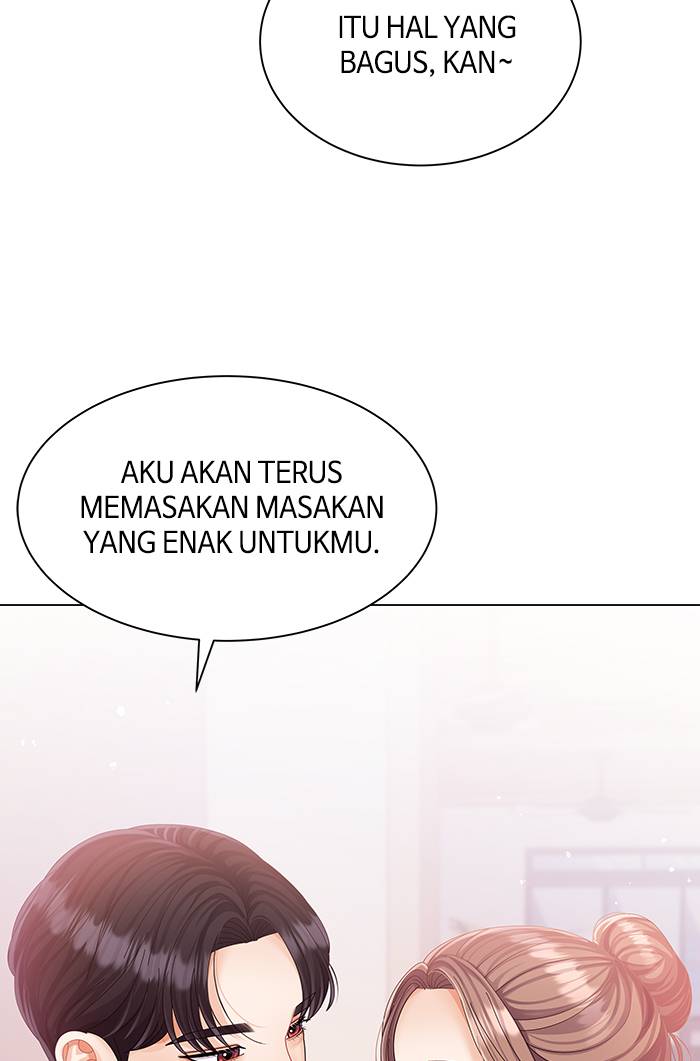 ITU HAL YANG
BAGUS, KAN~
AKU AKAN TERUS
MEMASAKAN MASAKAN
YANG ENAK UNTUKMU.